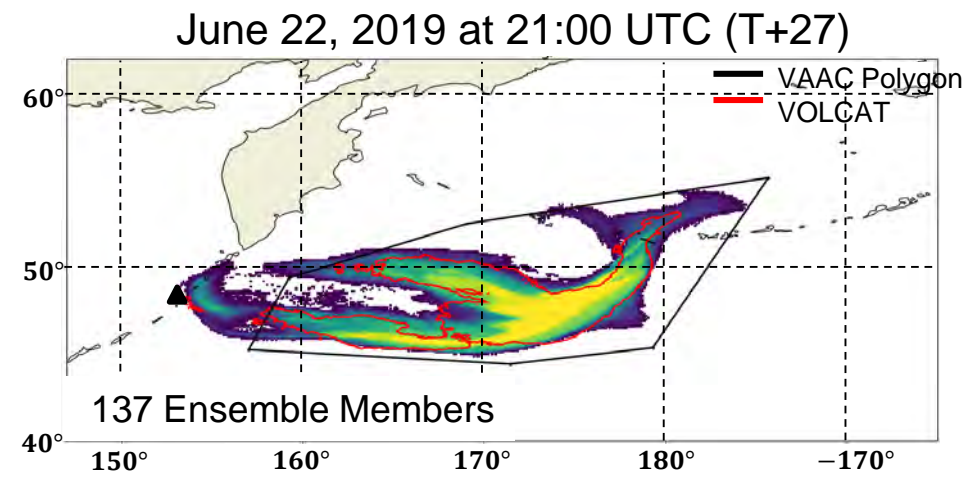 June 22, 2019 at 21:00 UTC (T+27)
VAAC Polygon
VOLCAT
60°
50°
137 Ensemble Members
40°
150° 160° 170° 180° −170°